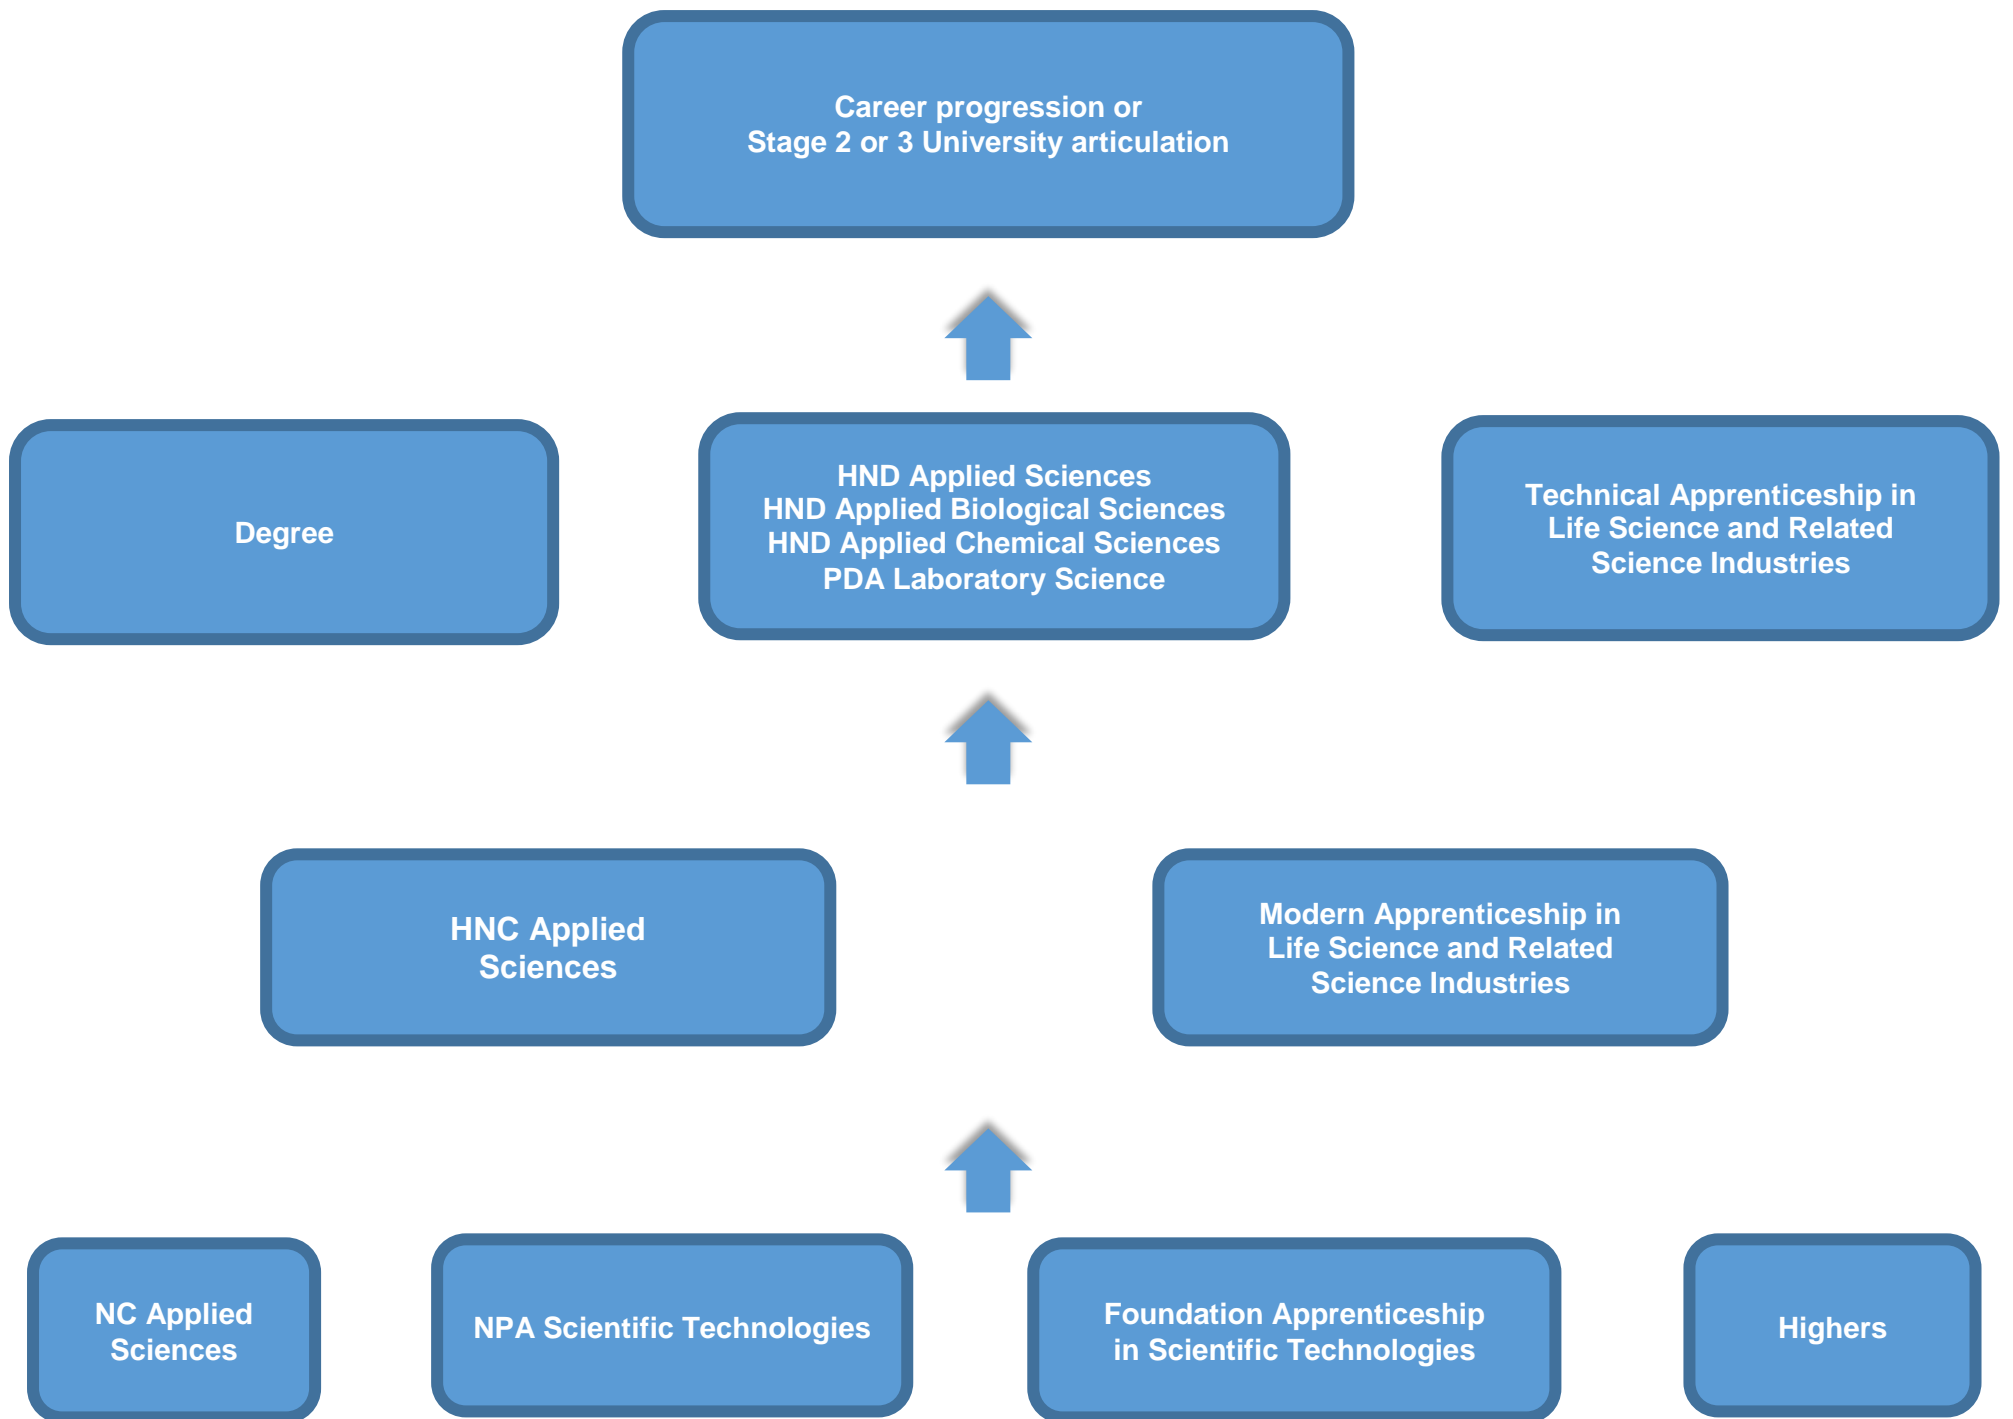 Career progression or
Stage 2 or 3 University articulation
Degree
HND Applied Sciences
HND Applied Biological Sciences
HND Applied Chemical Sciences
PDA Laboratory Science
Technical Apprenticeship in
Life Science and Related
Science Industries
HNC Applied
Sciences
Modern Apprenticeship in
Life Science and Related
Science Industries
NC Applied
Sciences
NPA Scientific Technologies
Foundation Apprenticeship
in Scientific Technologies
Highers